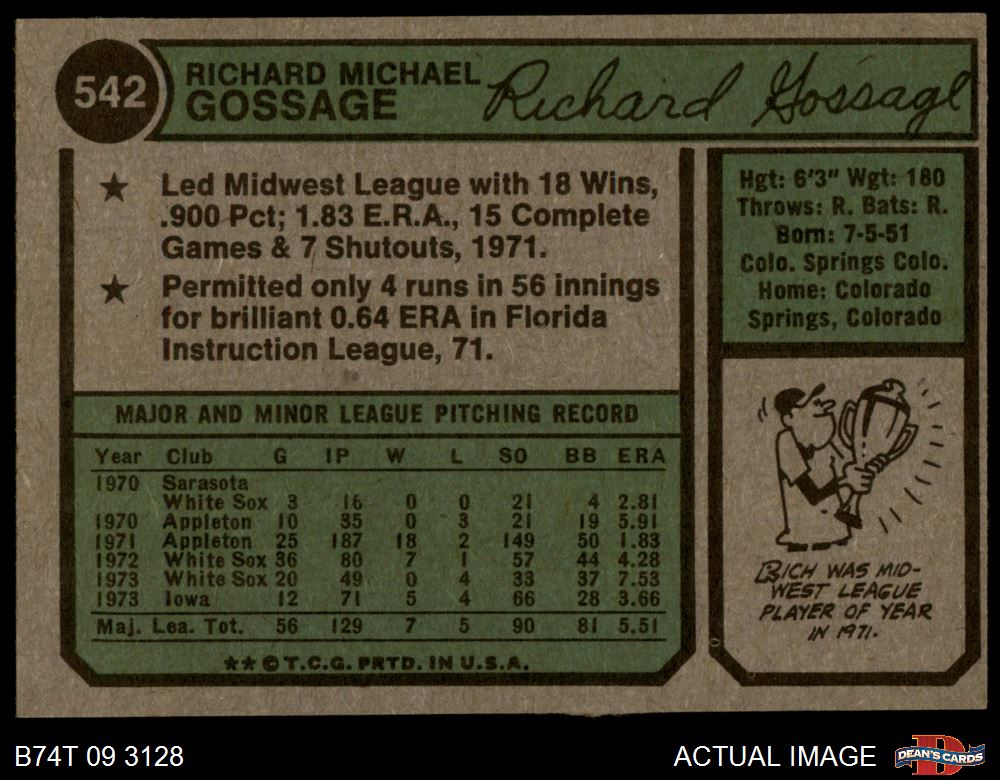 542
RICHARD MICHAEL
GOSSAGE
Richard Gossage
★ Led Midwest League with 18 Wins,
.900 Pct; 1.83 E.R.A., 15 Complete
Games & 7 Shutouts, 1971.
★ Permitted only 4 runs in 56 innings
for brilliant 0.64 ERA in Florida
Instruction League, 71.
Hgt: 6'3" Wgt: 180
Throws: R. Bats: R.
Born: 7-5-51
Colo. Springs Colo.
Home: Colorado
Springs, Colorado
MAJOR AND MINOR LEAGUE PITCHING RECORD
Year Club G IP W L SO BB ERA
1970 Sarasota
White Sox 3 16 0 0 21 4 2.81
1970 Appleton 10 35 0 3 21 19 5.91
1971 Appleton 25 187 18 2 149 50 1.83
1972 White Sox 36 80 7 1 57 44 4.28
1973 White Sox 20 49 0 4 33 37 7.53
1973 Iowa 12 71 5 4 66 28 3.66
Maj. Lea. Tot. 56 129 7 5 90 81 5.51
★★ © T.C.G. PRTD. IN U.S.A.
RICH WAS MID-
WEST LEAGUE
PLAYER OF YEAR
IN 1971.
B74T 09 3128
ACTUAL IMAGE
D
DEAN'S CARDS